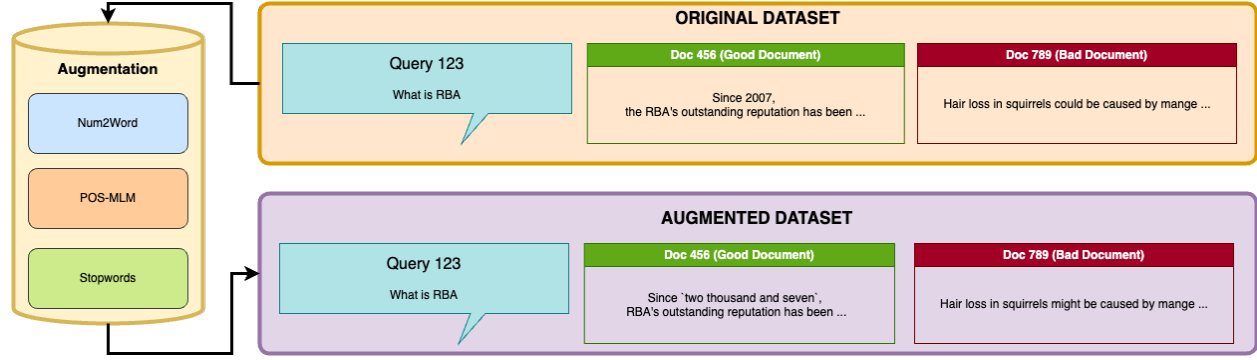 Augmentation
Num2Word
POS-MLM
Stopwords
ORIGINAL DATASET
Query 123
What is RBA
Doc 456 (Good Document)
Since 2007,
the RBA's outstanding reputation has been ...
Doc 789 (Bad Document)
Hair loss in squirrels could be caused by mange ...
AUGMENTED DATASET
Query 123
What is RBA
Doc 456 (Good Document)
Since `two thousand and seven`,
RBA's outstanding reputation has been ...
Doc 789 (Bad Document)
Hair loss in squirrels might be caused by mange ...